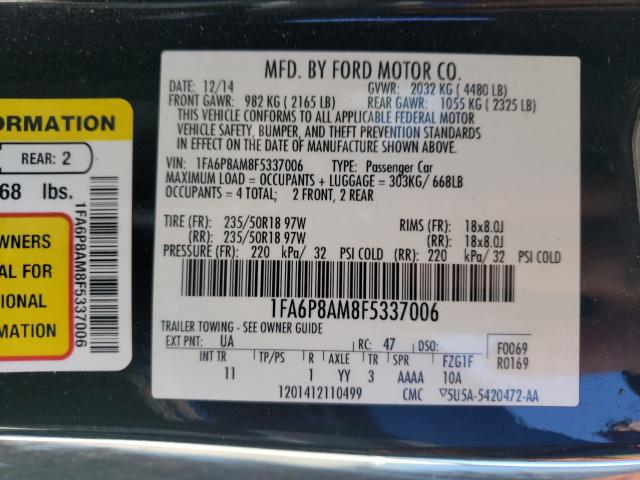 ORMATION
REAR: 2
68 lbs.
WNERS
AL FOR
IONAL
RMATION
1FA6P8AM8F5337006
MFD. BY FORD MOTOR CO.
DATE: 12/14 GVWR: 2032 KG ( 4480 LB)
FRONT GAWR: 982 KG ( 2165 LB) REAR GAWR: 1055 KG ( 2325 LB)
THIS VEHICLE CONFORMS TO ALL APPLICABLE FEDERAL MOTOR
VEHICLE SAFETY, BUMPER, AND THEFT PREVENTION STANDARDS
IN EFFECT ON THE DATE OF MANUFACTURE SHOWN ABOVE.
VIN: 1FA6P8AM8F5337006 TYPE: Passenger Car
MAXIMUM LOAD = OCCUPANTS + LUGGAGE = 303KG/ 668LB
OCCUPANTS = 4 TOTAL; 2 FRONT, 2 REAR
TIRE (FR): 235/50R18 97W RIMS (FR): 18x8.0J
(RR): 235/50R18 97W (RR): 18x8.0J
PRESSURE (FR): 220 kPa/ 32 PSI COLD (RR): 220 kPa/ 32 PSI COLD
1FA6P8AM8F5337006
TRAILER TOWING - SEE OWNER GUIDE
EXT PNT: UA RC: 47 DSO: F0069
INT TR TP/PS R AXLE TR SPR FZG1F R0169
11 1 YY 3 AAAA 10A
1201412110499 CMC ▽5U5A-5420472-AA